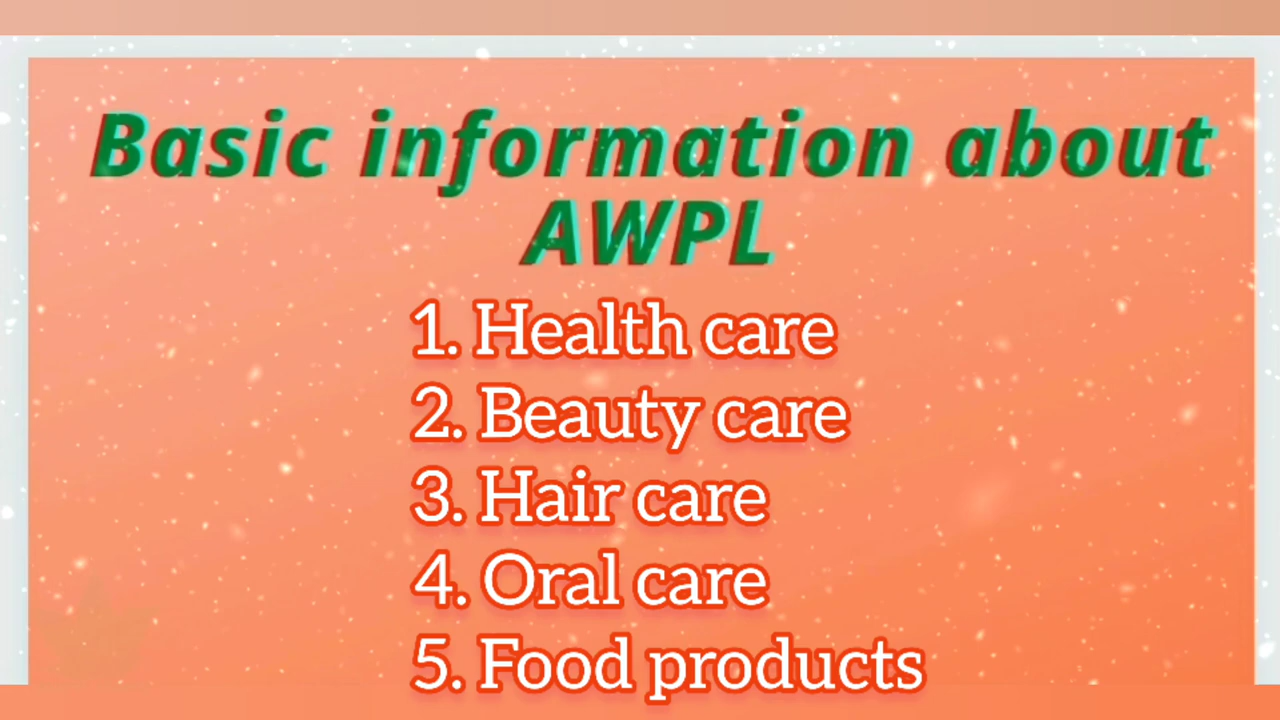 Basic information about
AWPL
1. Health care
2. Beauty care
3. Hair care
4. Oral care
5. Food products